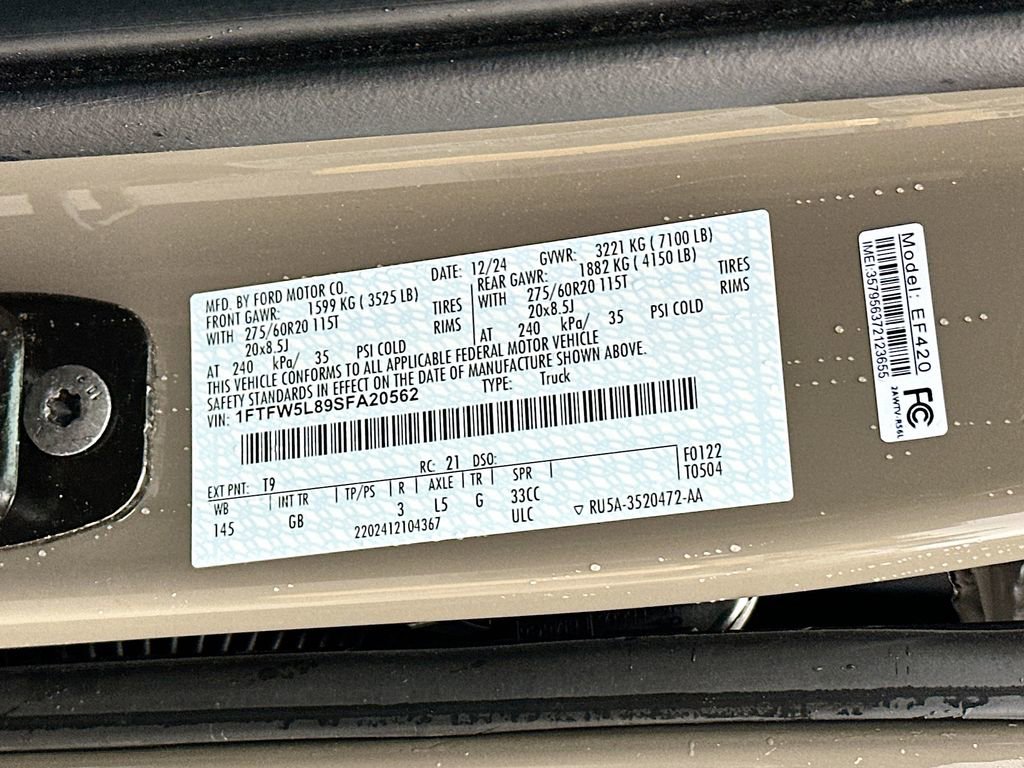 MFD. BY FORD MOTOR CO.
DATE: 12/24 GVWR: 3221 KG ( 7100 LB)
FRONT GAWR: 1599 KG ( 3525 LB) REAR GAWR: 1882 KG ( 4150 LB)
WITH 275/60R20 115T TIRES WITH 275/60R20 115T TIRES
20x8.5J RIMS 20x8.5J RIMS
AT 240 kPa/ 35 PSI COLD AT 240 kPa/ 35 PSI COLD
THIS VEHICLE CONFORMS TO ALL APPLICABLE FEDERAL MOTOR VEHICLE
SAFETY STANDARDS IN EFFECT ON THE DATE OF MANUFACTURE SHOWN ABOVE.
VIN: 1FTFW5L89SFA20562 TYPE: Truck
EXT PNT: T9 RC: 21 DSO: F0122
WB INT TR TP/PS R AXLE TR SPR T0504
145 GB 3 L5 G 33CC
2202412104367 ULC ▽ RU5A-3520472-AA
Model: EF420
IMEI:357956372123655
FC
2AWTV-R56L